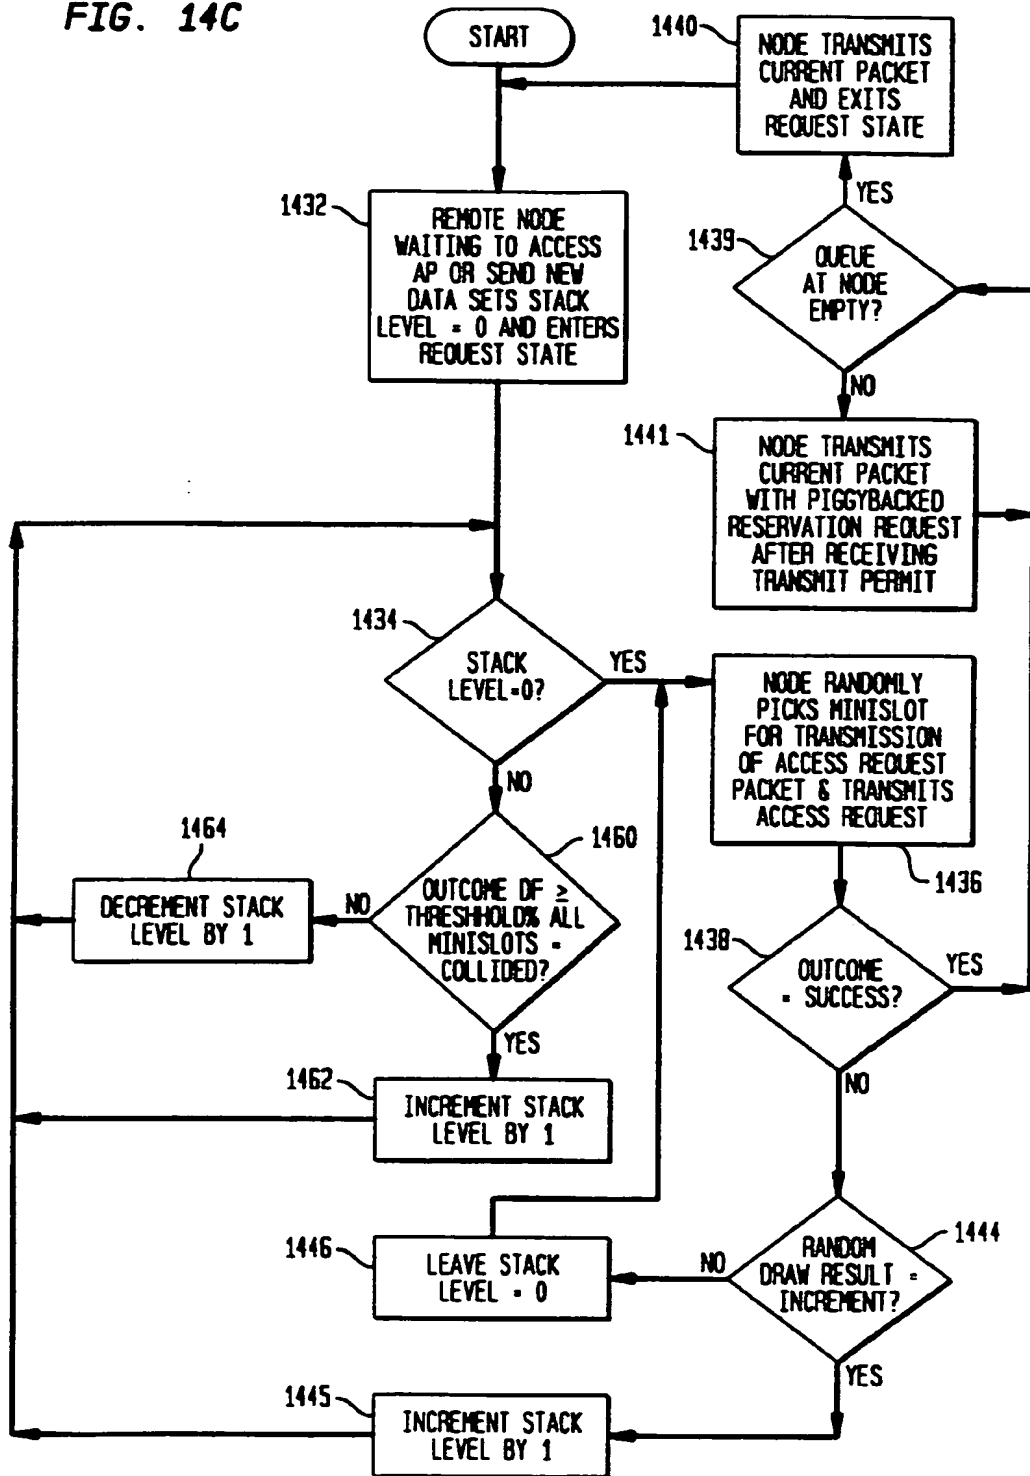 FIG. 14C
START
1440
NODE TRANSMITS
CURRENT PACKET
AND EXITS
REQUEST STATE
1432
REMOTE NODE
WAITING TO ACCESS
AP OR SEND NEW
DATA SETS STACK
LEVEL = 0 AND ENTERS
REQUEST STATE
YES
1439
QUEUE
AT NODE
EMPTY?
NO
1441
NODE TRANSMITS
CURRENT PACKET
WITH PIGGYBACKED
RESERVATION REQUEST
AFTER RECEIVING
TRANSMIT PERMIT
1434
STACK
LEVEL=0?
YES
NO
NODE RANDOMLY
PICKS MINISLOT
FOR TRANSMISSION
OF ACCESS REQUEST
PACKET & TRANSMITS
ACCESS REQUEST
1436
1464
DECREMENT STACK
LEVEL BY 1
NO
1460
OUTCOME OF ≥
THRESHHOLD% ALL
MINISLOTS =
COLLIDED?
YES
1438
OUTCOME
= SUCCESS?
YES
NO
1462
INCREMENT STACK
LEVEL BY 1
1446
LEAVE STACK
LEVEL = 0
NO
1444
RANDOM
DRAW RESULT =
INCREMENT?
YES
1445
INCREMENT STACK
LEVEL BY 1